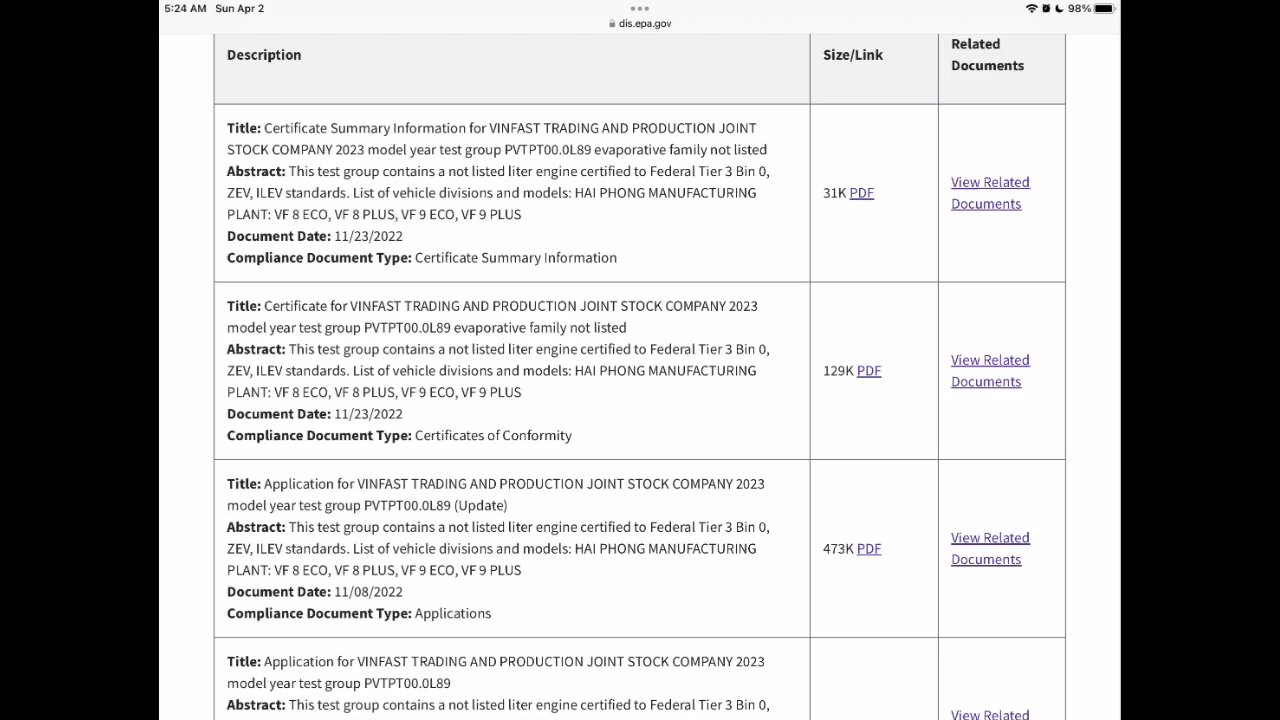 5:24 AM Sun Apr 2
98%
dis.epa.gov
Description
Size/Link
Related
Documents
Title: Certificate Summary Information for VINFAST TRADING AND PRODUCTION JOINT
STOCK COMPANY 2023 model year test group PVTPT00.0L89 evaporative family not listed
Abstract: This test group contains a not listed liter engine certified to Federal Tier 3 Bin 0,
ZEV, ILEV standards. List of vehicle divisions and models: HAI PHONG MANUFACTURING
PLANT: VF 8 ECO, VF 8 PLUS, VF 9 ECO, VF 9 PLUS
Document Date: 11/23/2022
Compliance Document Type: Certificate Summary Information
31K PDF
View Related
Documents
Title: Certificate for VINFAST TRADING AND PRODUCTION JOINT STOCK COMPANY 2023
model year test group PVTPT00.0L89 evaporative family not listed
Abstract: This test group contains a not listed liter engine certified to Federal Tier 3 Bin 0,
ZEV, ILEV standards. List of vehicle divisions and models: HAI PHONG MANUFACTURING
PLANT: VF 8 ECO, VF 8 PLUS, VF 9 ECO, VF 9 PLUS
Document Date: 11/23/2022
Compliance Document Type: Certificates of Conformity
129K PDF
View Related
Documents
Title: Application for VINFAST TRADING AND PRODUCTION JOINT STOCK COMPANY 2023
model year test group PVTPT00.0L89 (Update)
Abstract: This test group contains a not listed liter engine certified to Federal Tier 3 Bin 0,
ZEV, ILEV standards. List of vehicle divisions and models: HAI PHONG MANUFACTURING
PLANT: VF 8 ECO, VF 8 PLUS, VF 9 ECO, VF 9 PLUS
Document Date: 11/08/2022
Compliance Document Type: Applications
473K PDF
View Related
Documents
Title: Application for VINFAST TRADING AND PRODUCTION JOINT STOCK COMPANY 2023
model year test group PVTPT00.0L89
Abstract: This test group contains a not listed liter engine certified to Federal Tier 3 Bin 0,
View Related